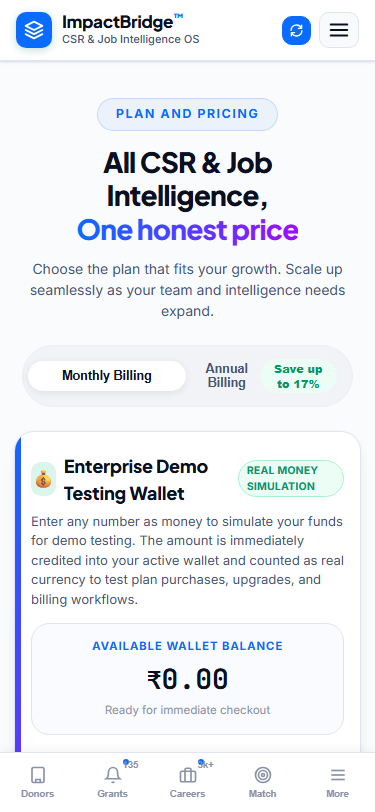 ImpactBridge™
CSR & Job Intelligence OS
PLAN AND PRICING
All CSR & Job
Intelligence,
One honest price
Choose the plan that fits your growth. Scale up
seamlessly as your team and intelligence needs
expand.
Monthly Billing
Annual
Billing
Save up
to 17%
Enterprise Demo
Testing Wallet
REAL MONEY
SIMULATION
Enter any number as money to simulate your funds
for demo testing. The amount is immediately
credited into your active wallet and counted as real
currency to test plan purchases, upgrades, and
billing workflows.
AVAILABLE WALLET BALANCE
₹0.00
Ready for immediate checkout
Donors
135
Grants
5k+
Careers
Match
More